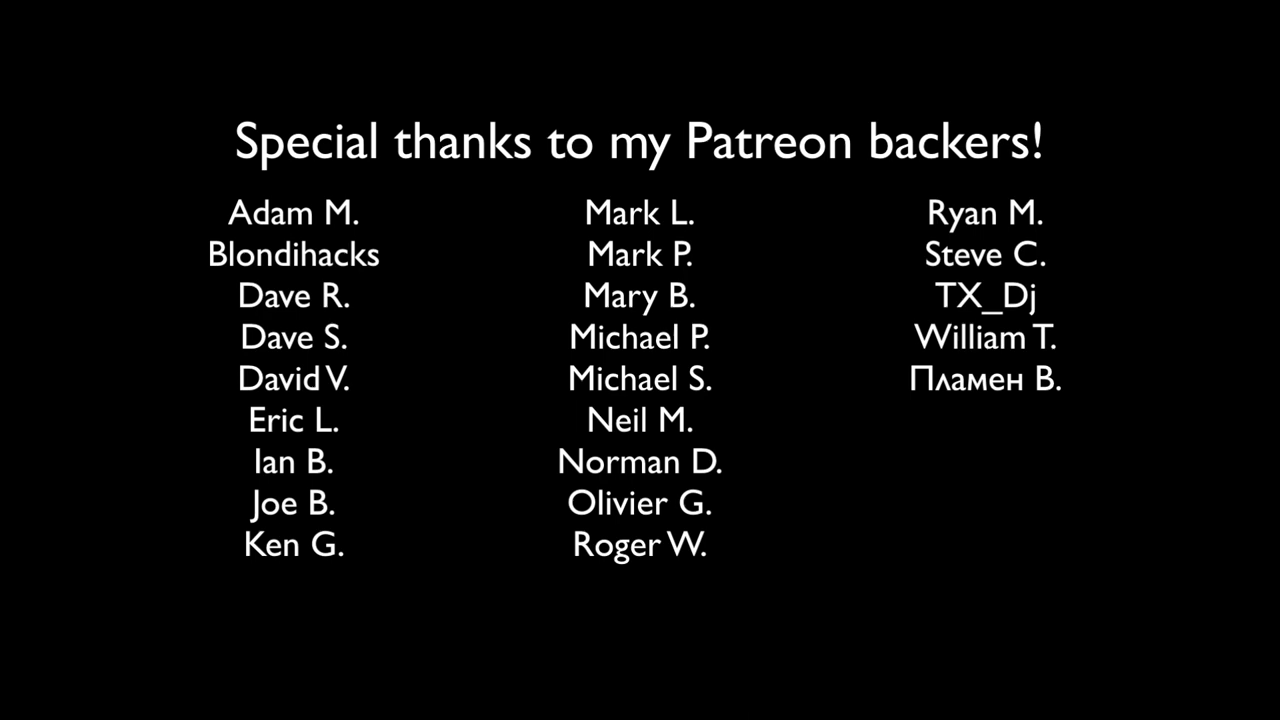 Special thanks to my Patreon backers!
Adam M.
Blondihacks
Dave R.
Dave S.
David V.
Eric L.
Ian B.
Joe B.
Ken G.
Mark L.
Mark P.
Mary B.
Michael P.
Michael S.
Neil M.
Norman D.
Olivier G.
Roger W.
Ryan M.
Steve C.
TX_Dj
William T.
Пламен В.